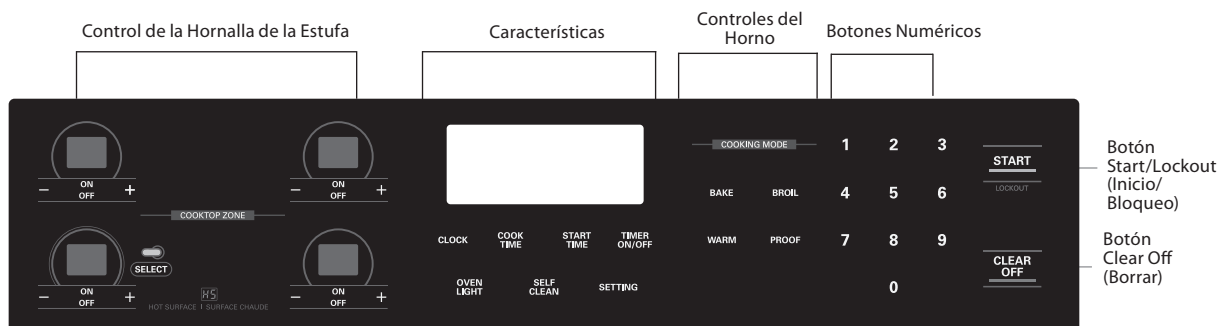 Control de la Hornalla de la Estufa
Características
Controles del
Horno
Botones Numéricos
ON
OFF
− +
ON
OFF
− +
COOKTOP ZONE
SELECT
ON
OFF
− +
ON
OFF
− +
HS
HOT SURFACE SURFACE CHAUDE
CLOCK
COOK
TIME
START
TIME
TIMER
ON/OFF
OVEN
LIGHT
SELF
CLEAN
SETTING
COOKING MODE
BAKE BROIL
WARM PROOF
1 2 3
4 5 6
7 8 9
0
START
LOCKOUT
CLEAR
OFF
Botón
Start/Lockout
(Inicio/
Bloqueo)
Botón
Clear Off
(Borrar)